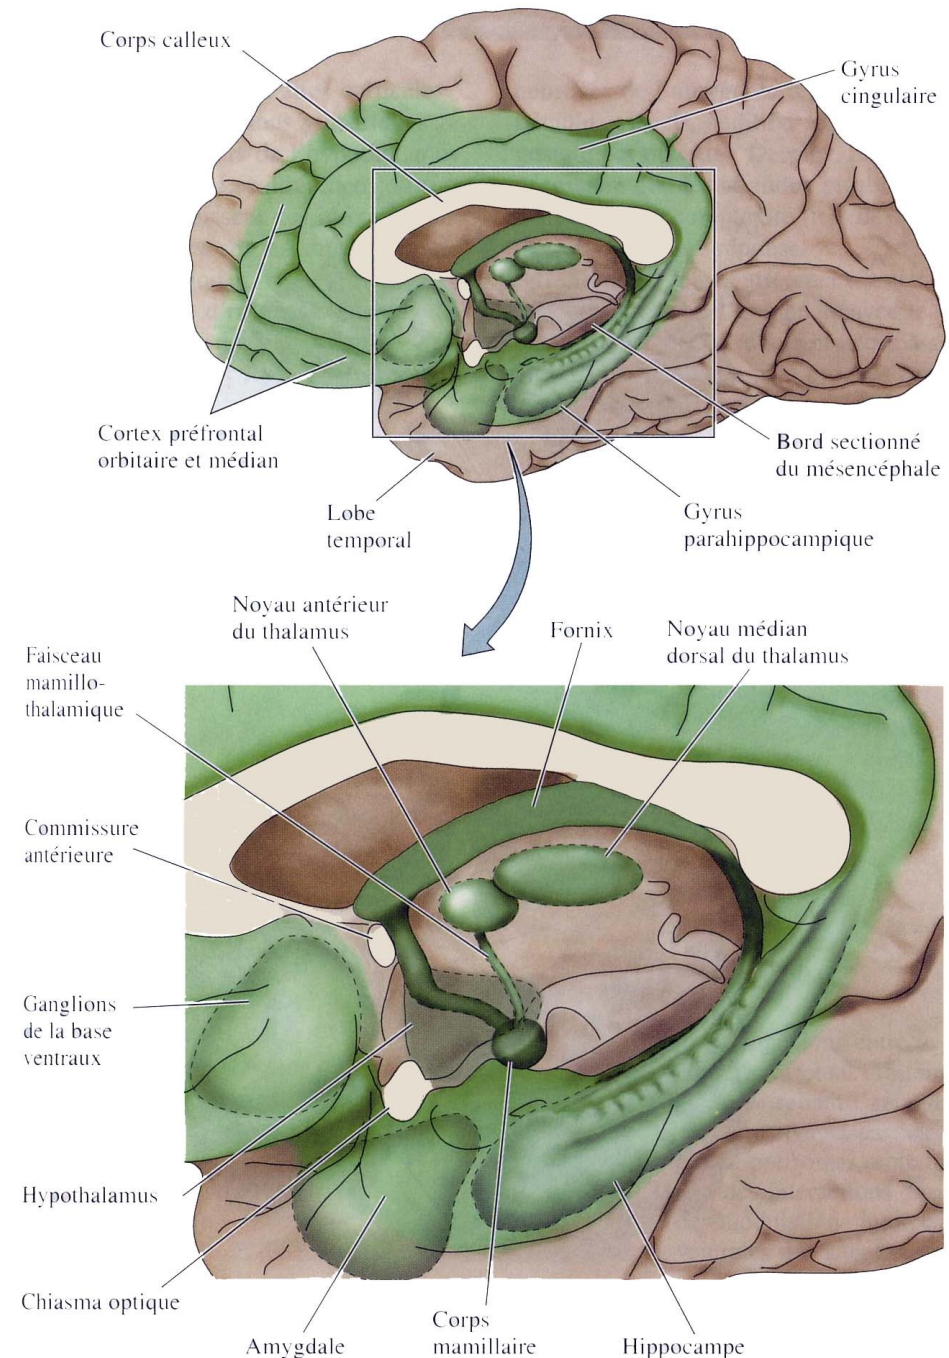 Corps calleux
Gyrus
cingulaire
Cortex préfrontal
orbitaire et médian
Bord sectionné
du mésencéphale
Lobe
temporal
Gyrus
parahippocampique
Noyau antérieur
du thalamus
Fornix
Noyau médian
dorsal du thalamus
Faisceau
mamillo-
thalamique
Commissure
antérieure
Ganglions
de la base
ventraux
Hypothalamus
Chiasma optique
Amygdale
Corps
mamillaire
Hippocampe